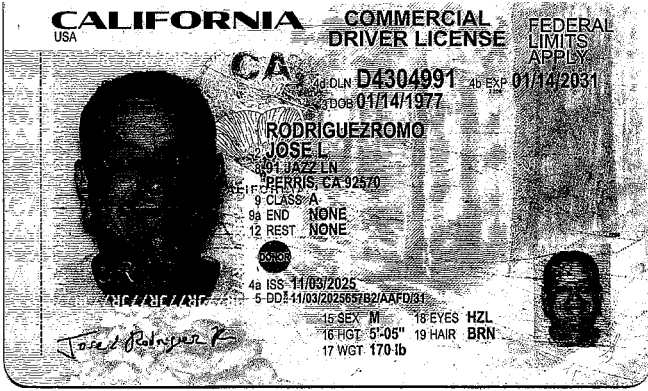 CALIFORNIA
USA
COMMERCIAL
DRIVER LICENSE
FEDERAL
LIMITS
APPLY
CA
4d DLN D4304991 4b EXP 01/14/2031
3 DOB 01/14/1977
RODRIGUEZROMO
JOSE L
91 JAZZ LN
PERRIS, CA 92570
9 CLASS A
9a END NONE
12 REST NONE
DONOR
4a ISS 11/03/2025
5 DD 11/03/2025657B2/AAFD/31
15 SEX M 18 EYES HZL
16 HGT 5'-05" 19 HAIR BRN
17 WGT 170 lb